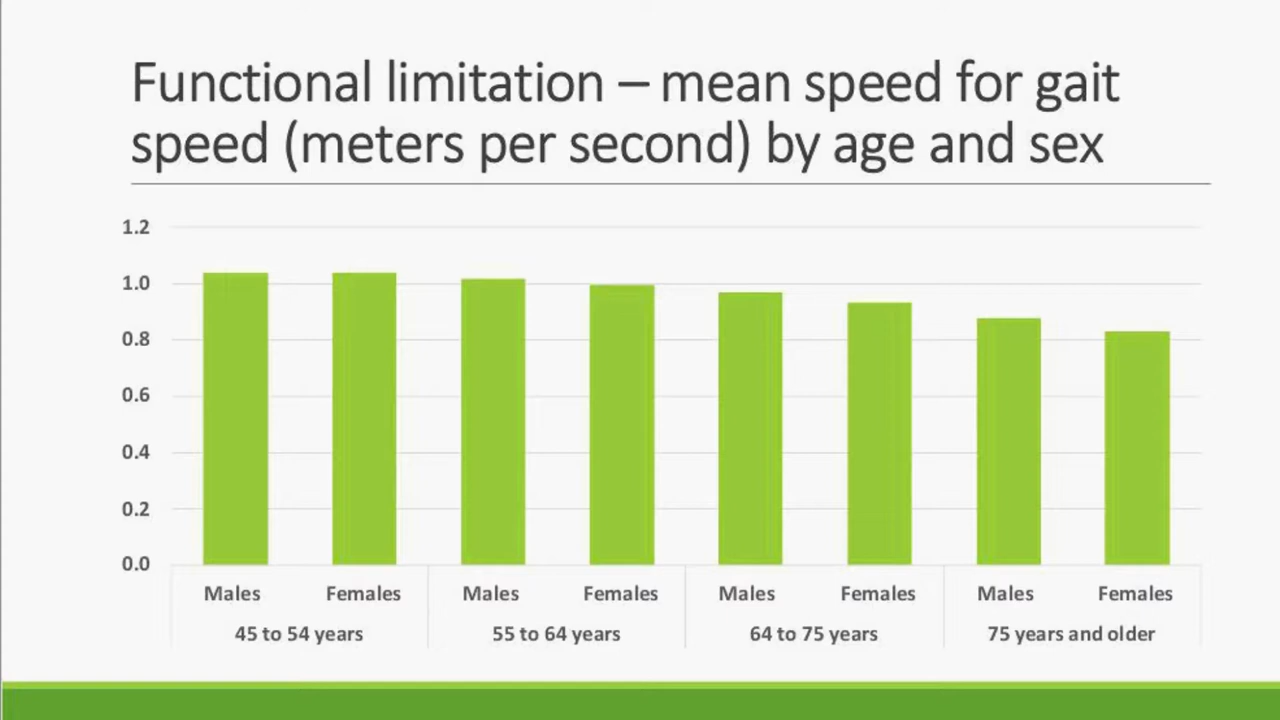 Functional limitation – mean speed for gait
speed (meters per second) by age and sex
1.2
1.0
0.8
0.6
0.4
0.2
0.0
Males Females Males Females Males Females Males Females
45 to 54 years 55 to 64 years 64 to 75 years 75 years and older